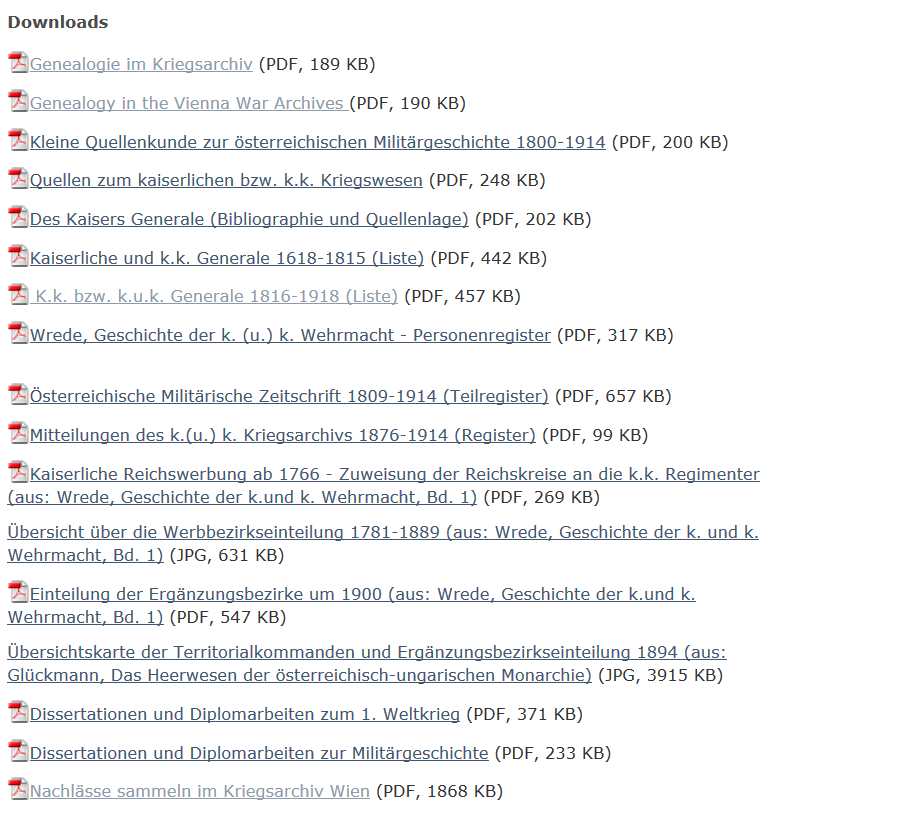 Downloads
Genealogie im Kriegsarchiv (PDF, 189 KB)
Genealogy in the Vienna War Archives (PDF, 190 KB)
Kleine Quellenkunde zur österreichischen Militärgeschichte 1800-1914 (PDF, 200 KB)
Quellen zum kaiserlichen bzw. k.k. Kriegswesen (PDF, 248 KB)
Des Kaisers Generale (Bibliographie und Quellenlage) (PDF, 202 KB)
Kaiserliche und k.k. Generale 1618-1815 (Liste) (PDF, 442 KB)
K.k. bzw. k.u.k. Generale 1816-1918 (Liste) (PDF, 457 KB)
Wrede, Geschichte der k. (u.) k. Wehrmacht - Personenregister (PDF, 317 KB)
Österreichische Militärische Zeitschrift 1809-1914 (Teilregister) (PDF, 657 KB)
Mitteilungen des k.(u.) k. Kriegsarchivs 1876-1914 (Register) (PDF, 99 KB)
Kaiserliche Reichswerbung ab 1766 - Zuweisung der Reichskreise an die k.k. Regimenter
(aus: Wrede, Geschichte der k.und k. Wehrmacht, Bd. 1) (PDF, 269 KB)
Übersicht über die Werbbezirkseinteilung 1781-1889 (aus: Wrede, Geschichte der k. und k.
Wehrmacht, Bd. 1) (JPG, 631 KB)
Einteilung der Ergänzungsbezirke um 1900 (aus: Wrede, Geschichte der k.und k.
Wehrmacht, Bd. 1) (PDF, 547 KB)
Übersichtskarte der Territorialkommanden und Ergänzungsbezirkseinteilung 1894 (aus:
Glückmann, Das Heerwesen der österreichisch-ungarischen Monarchie) (JPG, 3915 KB)
Dissertationen und Diplomarbeiten zum 1. Weltkrieg (PDF, 371 KB)
Dissertationen und Diplomarbeiten zur Militärgeschichte (PDF, 233 KB)
Nachlässe sammeln im Kriegsarchiv Wien (PDF, 1868 KB)